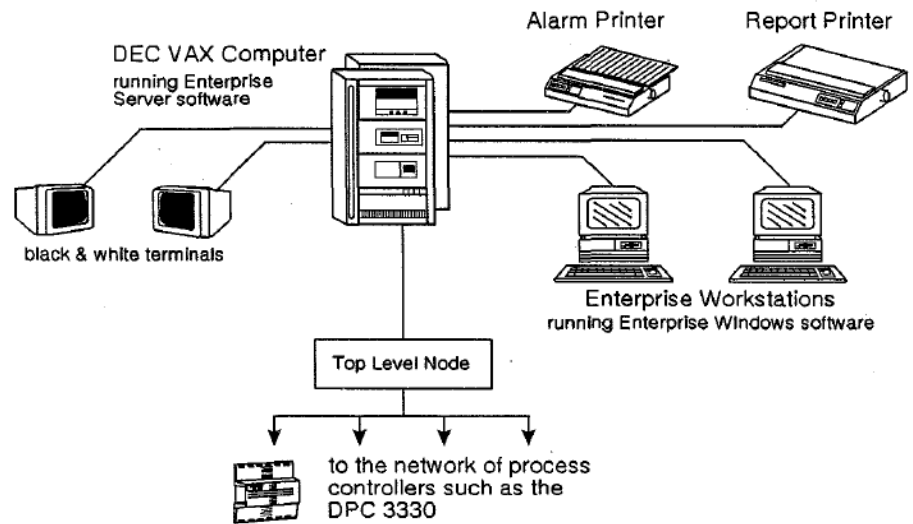 Alarm Printer
Report Printer
DEC VAX Computer
running Enterprise
Server software
black & white terminals
Enterprise Workstations
running Enterprise Windows software
Top Level Node
to the network of process
controllers such as the
DPC 3330